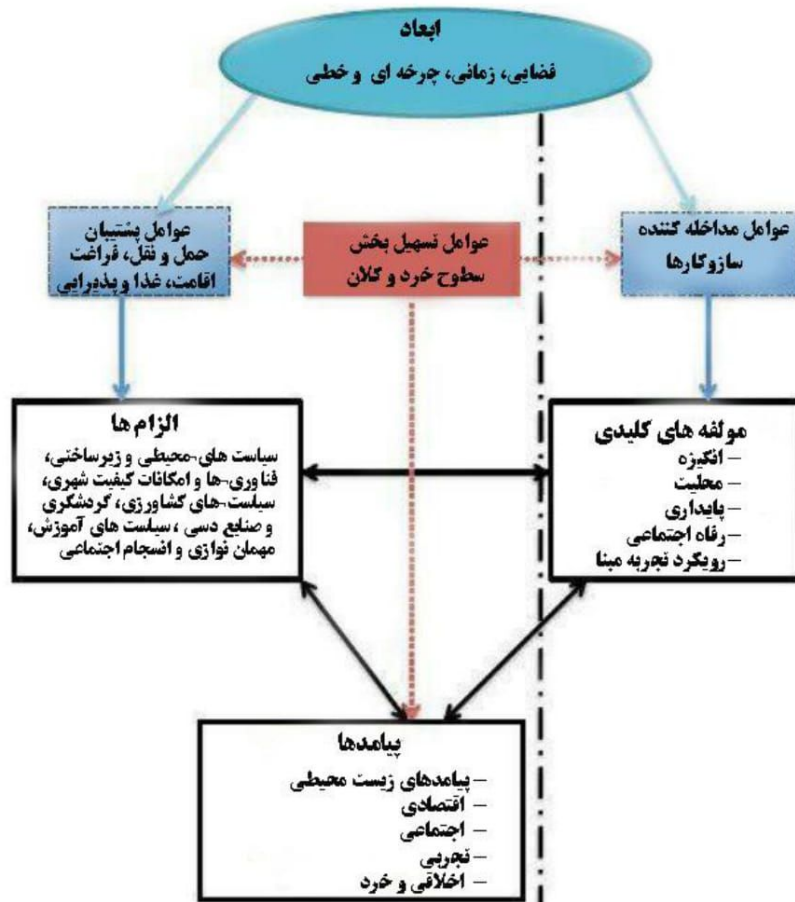 ابعاد
فضایی، زمانی، چرخه ای و خطی
عوامل مداخله کننده
سازوکارها
عوامل تسهیل بخش
سطوح خرد و کلان
عوامل پشتیبان
حمل و نقل، فراغت
اقامت، غذا و پذیرایی
مولفه های کلیدی
– انگیزه
– محلیت
– پایداری
– رفاه اجتماعی
– رویکرد تجربه مبنا
الزام ها
سیاست های¬محیطی و زیرساختی،
فناوری¬ها و امکانات کیفیت شهری،
سیاست¬های کشاورزی، گردشگری
و صنایع دسی ، سیاست های آموزش،
مهمان نوازی و انسجام اجتماعی
پیامدها
– پیامدهای زیست محیطی
– اقتصادی
– اجتماعی
– تجربی
– اخلاقی و خرد